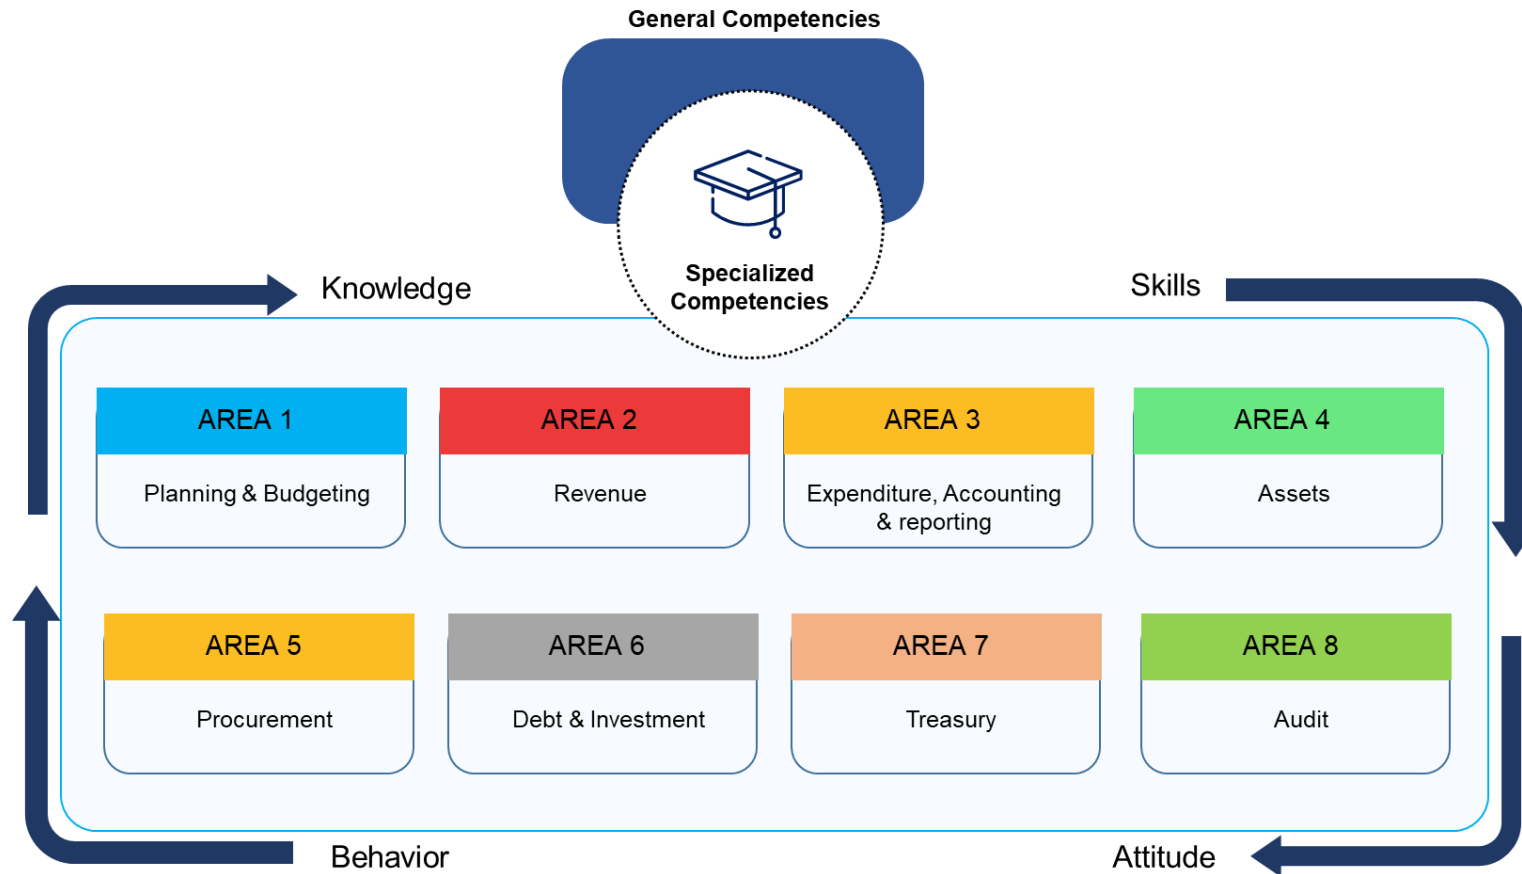 General Competencies
Specialized
Competencies
Knowledge
Skills
AREA 1
Planning & Budgeting
AREA 2
Revenue
AREA 3
Expenditure, Accounting
& reporting
AREA 4
Assets
AREA 5
Procurement
AREA 6
Debt & Investment
AREA 7
Treasury
AREA 8
Audit
Behavior
Attitude